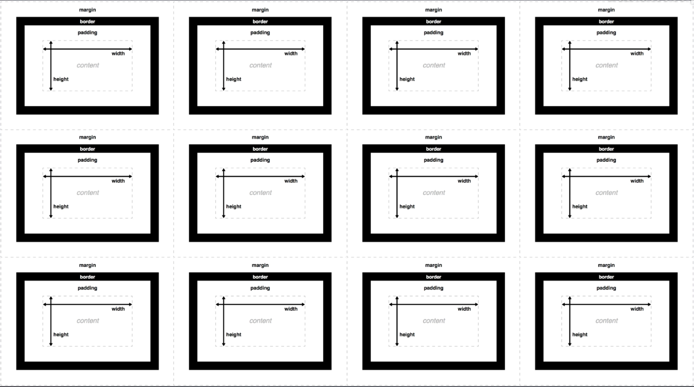 margin margin margin margin
border border border border
padding padding padding padding
width width width width
content content content content
height height height height
margin margin margin margin
border border border border
padding padding padding padding
width width width width
content content content content
height height height height
margin margin margin margin
border border border border
padding padding padding padding
width width width width
content content content content
height height height height